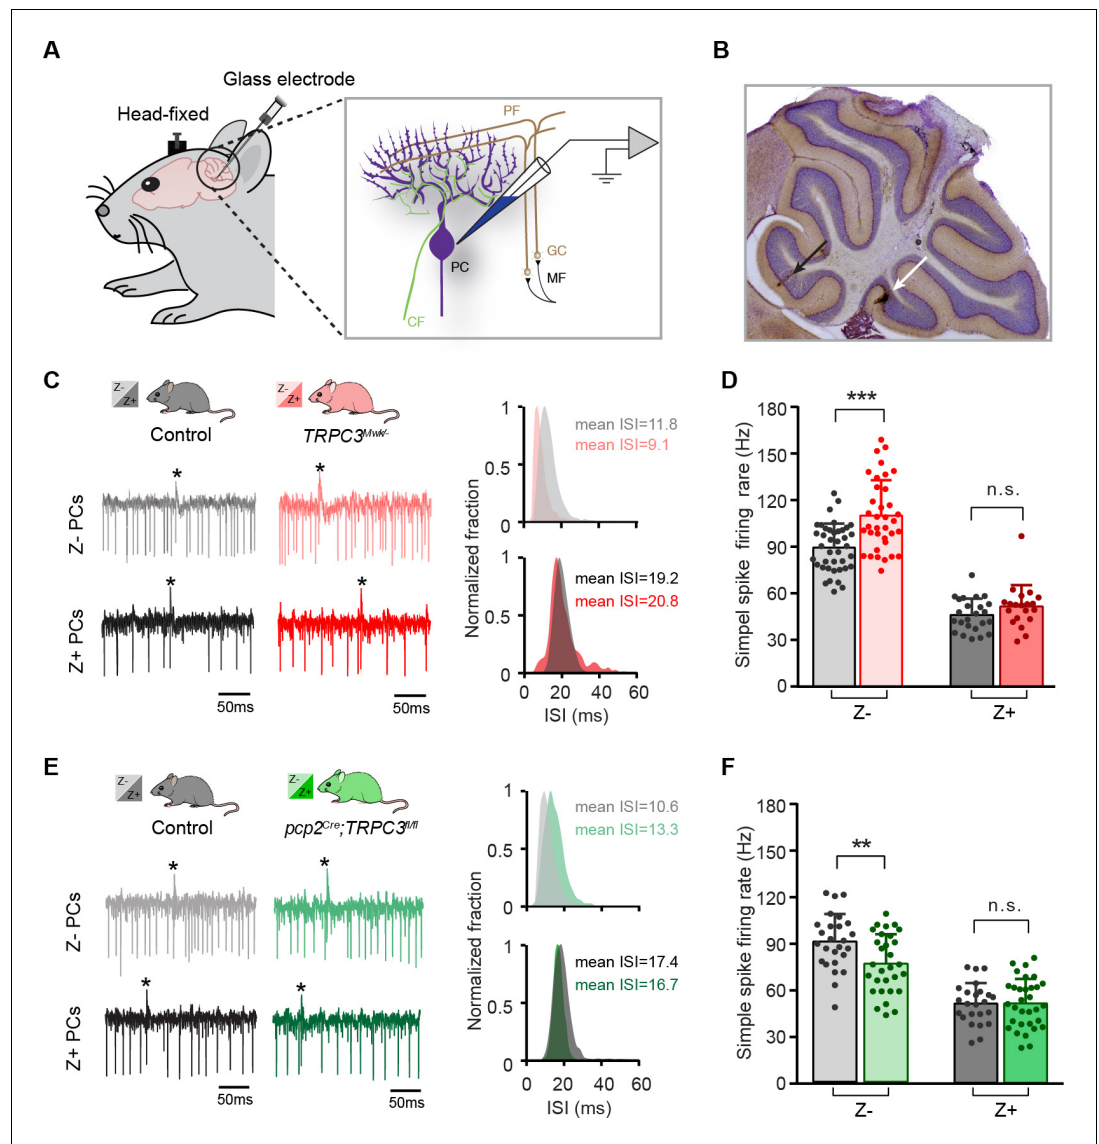 A
Glass electrode
Head-fixed
PF
PC
GC
MF
CF
B
C
Z-
Z+
Control
Z-
Z+
TRPC3Mwk/-
*
*
Z- PCs
*
*
Z+ PCs
50ms
50ms
Normalized fraction
1
0.5
0
mean ISI=11.8
mean ISI=9.1
1
0.5
0
mean ISI=19.2
mean ISI=20.8
0 20 40 60
ISI (ms)
D
Simpel spike firing rare (Hz)
180
150
120
90
60
30
0
***
n.s.
Z- Z+
E
Z-
Z+
Control
Z-
Z+
pcp2Cre;TRPC3fl/fl
*
*
Z- PCs
*
*
Z+ PCs
50ms
50ms
Normalized fraction
1
0.5
0
mean ISI=10.6
mean ISI=13.3
1
0.5
0
mean ISI=17.4
mean ISI=16.7
0 20 40 60
ISI (ms)
F
Simple spike firing rate (Hz)
180
150
120
90
60
30
0
**
n.s.
Z- Z+